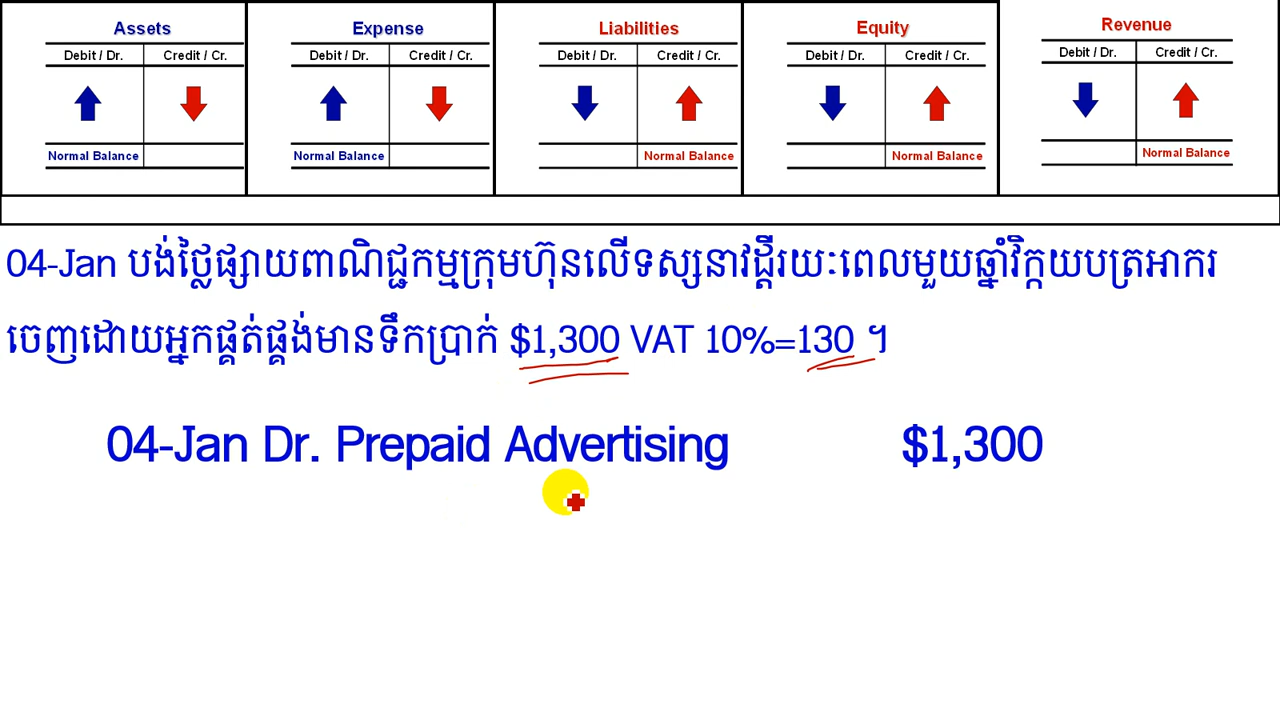 Assets Expense Liabilities Equity Revenue
Debit / Dr. Credit / Cr. Debit / Dr. Credit / Cr. Debit / Dr. Credit / Cr. Debit / Dr. Credit / Cr. Debit / Dr. Credit / Cr.
Normal Balance Normal Balance Normal Balance Normal Balance Normal Balance
04-Jan បង់ថ្លៃផ្សាយពាណិជ្ជកម្មក្រុមហ៊ុនលើទស្សនាវដ្ដីរយៈពេលមួយឆ្នាំវិក្កយបត្រអាករ
ចេញដោយអ្នកផ្គត់ផ្គង់មានទឹកប្រាក់ $1,300 VAT 10%=130 ។
04-Jan Dr. Prepaid Advertising $1,300